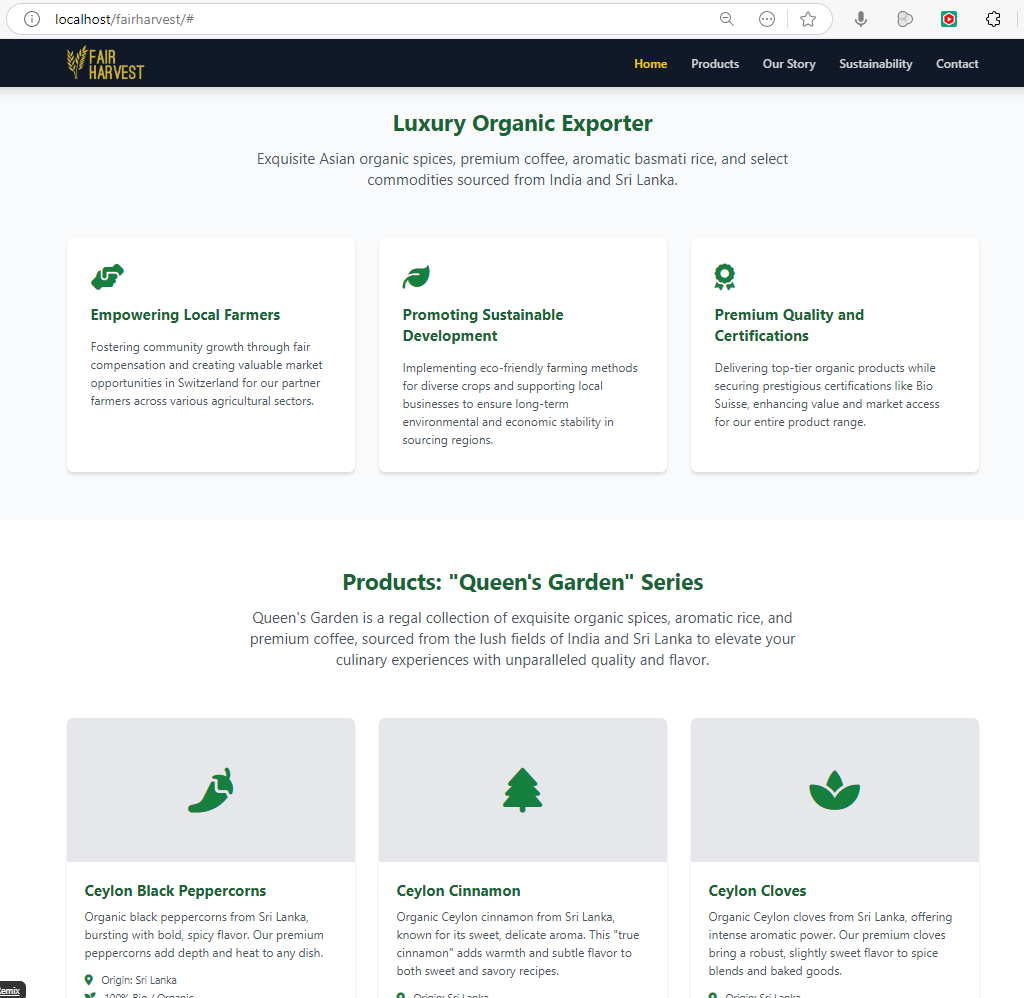 localhost/fairharvest/#
FAIR
HARVEST
Home Products Our Story Sustainability Contact
Luxury Organic Exporter
Exquisite Asian organic spices, premium coffee, aromatic basmati rice, and select
commodities sourced from India and Sri Lanka.
Empowering Local Farmers
Fostering community growth through fair
compensation and creating valuable market
opportunities in Switzerland for our partner
farmers across various agricultural sectors.
Promoting Sustainable
Development
Implementing eco-friendly farming methods
for diverse crops and supporting local
businesses to ensure long-term
environmental and economic stability in
sourcing regions.
Premium Quality and
Certifications
Delivering top-tier organic products while
securing prestigious certifications like Bio
Suisse, enhancing value and market access
for our entire product range.
Products: "Queen's Garden" Series
Queen's Garden is a regal collection of exquisite organic spices, aromatic rice, and
premium coffee, sourced from the lush fields of India and Sri Lanka to elevate your
culinary experiences with unparalleled quality and flavor.
Ceylon Black Peppercorns
Organic black peppercorns from Sri Lanka,
bursting with bold, spicy flavor. Our premium
peppercorns add depth and heat to any dish.
Origin: Sri Lanka
100% Bio / Organic
Ceylon Cinnamon
Organic Ceylon cinnamon from Sri Lanka,
known for its sweet, delicate aroma. This "true
cinnamon" adds warmth and subtle flavor to
both sweet and savory recipes.
Origin: Sri Lanka
Ceylon Cloves
Organic Ceylon cloves from Sri Lanka, offering
intense aromatic power. Our premium cloves
bring a robust, slightly sweet flavor to spice
blends and baked goods.
Origin: Sri Lanka